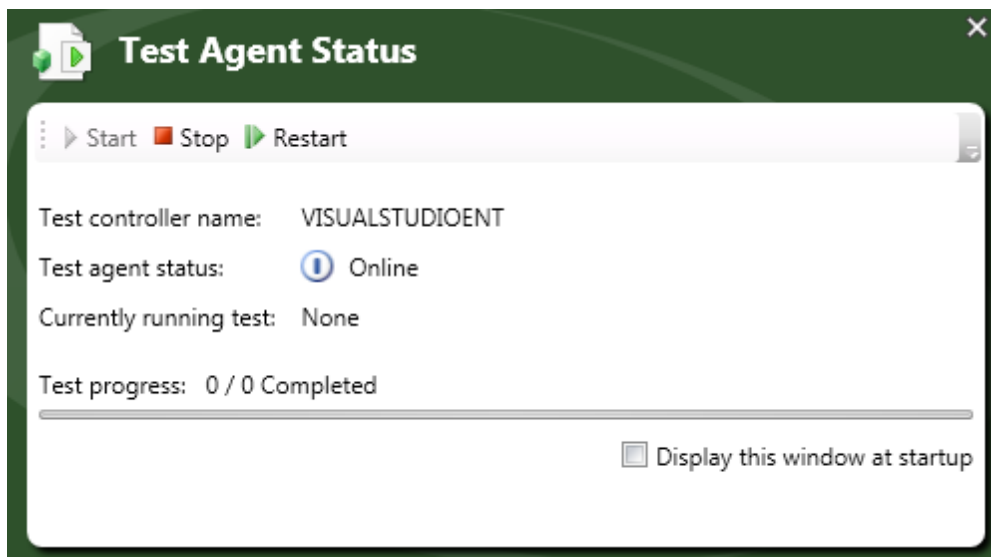 Test Agent Status
Start Stop Restart
Test controller name: VISUALSTUDIOENT
Test agent status: Online
Currently running test: None
Test progress: 0 / 0 Completed
Display this window at startup